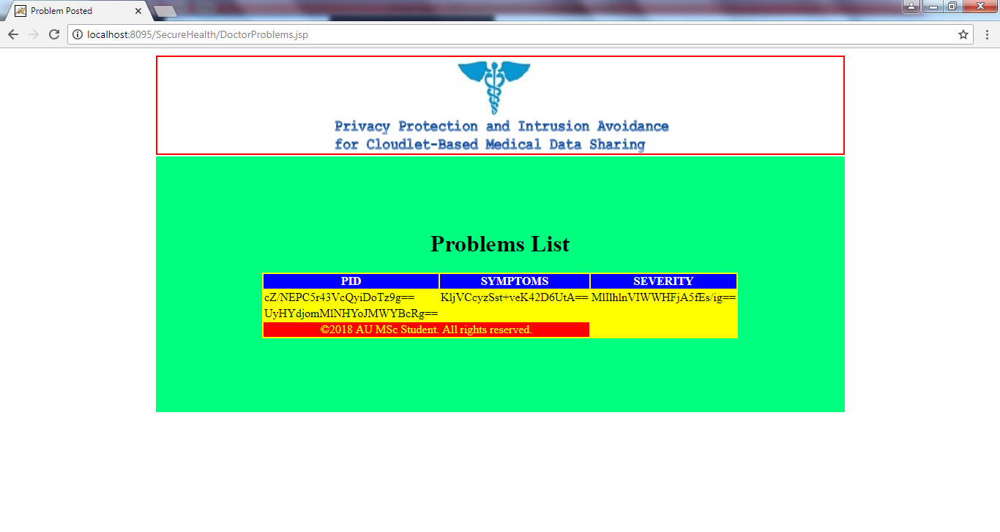 Problem Posted
localhost:8095/SecureHealth/DoctorProblems.jsp
Privacy Protection and Intrusion Avoidance
for Cloudlet-Based Medical Data Sharing
Problems List
PID SYMPTOMS SEVERITY
cZ/NEPC5r43VcQyiDoTz9g== KljVCcyzSst+veK42D6UtA== MlIlhlnVIWWHFjA5fEs/ig==
UyHYdjomMlNHYoJMWYBcRg==
©2018 AU MSc Student. All rights reserved.